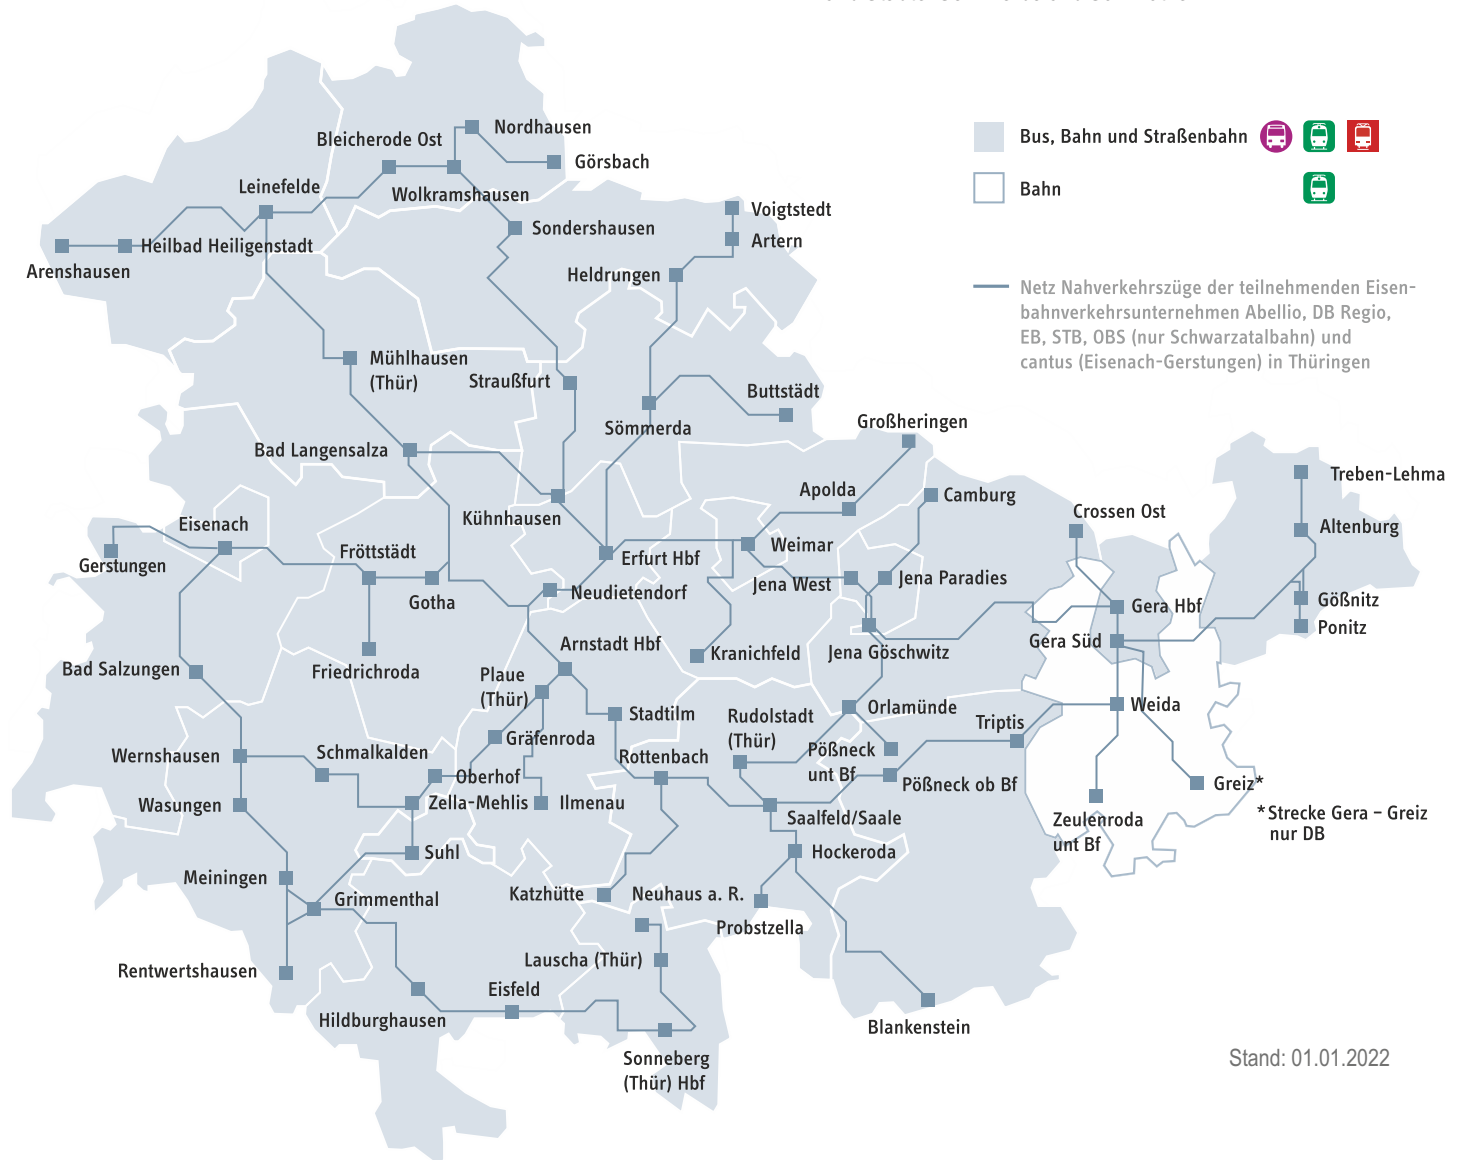 Nordhausen
Bleicherode Ost
Görsbach
Leinefelde
Wolkramshausen
Bus, Bahn und Straßenbahn
Bahn
Voigtstedt
Sondershausen
Artern
Heilbad Heiligenstadt
Arenshausen
Heldrungen
Netz Nahverkehrszüge der teilnehmenden Eisen-
bahnverkehrsunternehmen Abellio, DB Regio,
EB, STB, OBS (nur Schwarzatalbahn) und
cantus (Eisenach-Gerstungen) in Thüringen
Mühlhausen
(Thür)
Straußfurt
Buttstädt
Sömmerda
Großheringen
Bad Langensalza
Treben-Lehma
Apolda
Camburg
Crossen Ost
Kühnhausen
Eisenach
Altenburg
Gerstungen
Fröttstädt
Erfurt Hbf
Weimar
Jena West
Jena Paradies
Gotha
Neudietendorf
Gera Hbf
Gößnitz
Ponitz
Arnstadt Hbf
Gera Süd
Kranichfeld
Jena Göschwitz
Bad Salzungen
Friedrichroda
Plaue
(Thür)
Orlamünde
Weida
Stadtilm
Rudolstadt
(Thür)
Triptis
Gräfenroda
Pößneck
unt Bf
Wernshausen
Schmalkalden
Rottenbach
Oberhof
Pößneck ob Bf
Greiz*
Wasungen
Zella-Mehlis
Ilmenau
Saalfeld/Saale
Zeulenroda
unt Bf
*Strecke Gera – Greiz
nur DB
Suhl
Hockeroda
Meiningen
Grimmenthal
Katzhütte
Neuhaus a. R.
Probstzella
Rentwertshausen
Lauscha (Thür)
Eisfeld
Hildburghausen
Blankenstein
Sonneberg
(Thür) Hbf
Stand: 01.01.2022